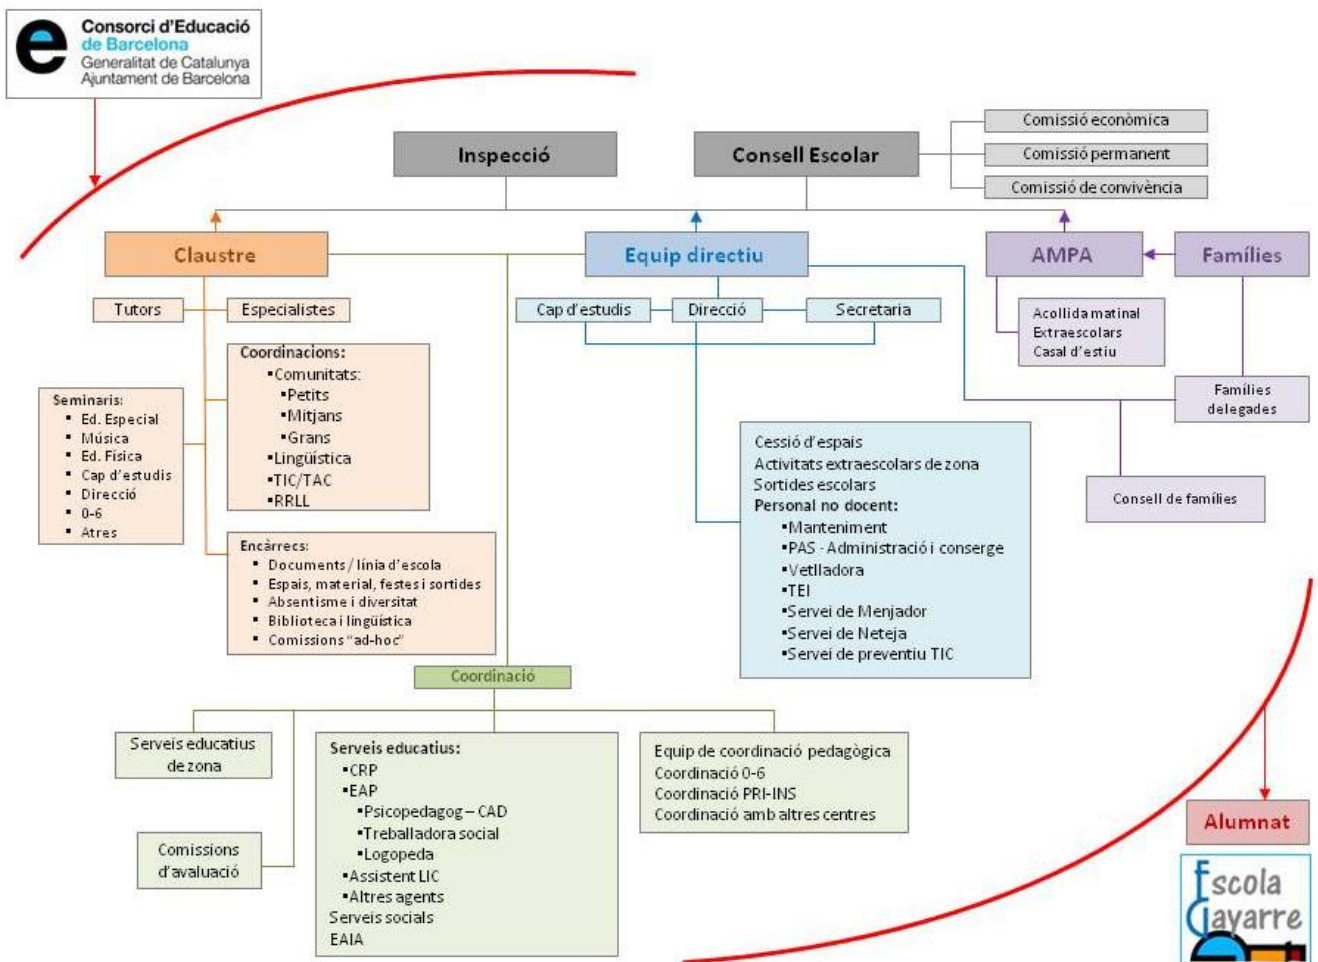 Consorci d'Educació
de Barcelona
Generalitat de Catalunya
Ajuntament de Barcelona
Inspecció
Consell Escolar
Comissió econòmica
Comissió permanent
Comissió de convivència
Claustre
Equip directiu
AMPA
Famílies
Tutors
Especialistes
Cap d'estudis
Direcció
Secretaria
Acollida matinal
Extraescolars
Casal d'estiu
Coordinacions:
▪Comunitats:
▪Petits
▪Mitjans
▪Grans
▪Lingüística
▪TIC/TAC
▪RRLL
Seminaris:
▪ Ed. Especial
▪ Música
▪ Ed. Física
▪ Cap d'estudis
▪ Direcció
▪ 0-6
▪ Atres
Famílies
delegades
Cessió d'espais
Activitats extraescolars de zona
Sortides escolars
Personal no docent:
▪Manteniment
▪PAS - Administració i conserge
▪Vetlladora
▪TEI
▪Servei de Menjador
▪Servei de Neteja
▪Servei de preventiu TIC
Consell de famílies
Encàrrecs:
▪ Documents / línia d'escola
▪ Espais, material, festes i sortides
▪ Absentisme i diversitat
▪ Biblioteca i lingüística
▪ Comissions "ad-hoc"
Coordinació
Serveis educatius
de zona
Comissions
d'avaluació
Serveis educatius:
▪CRP
▪EAP
▪Psicopedagog – CAD
▪Treballadora social
▪Logopeda
▪Assistent LIC
▪Altres agents
Serveis socials
EAIA
Equip de coordinació pedagògica
Coordinació 0-6
Coordinació PRI-INS
Coordinació amb altres centres
Alumnat
Escola
Gayarre